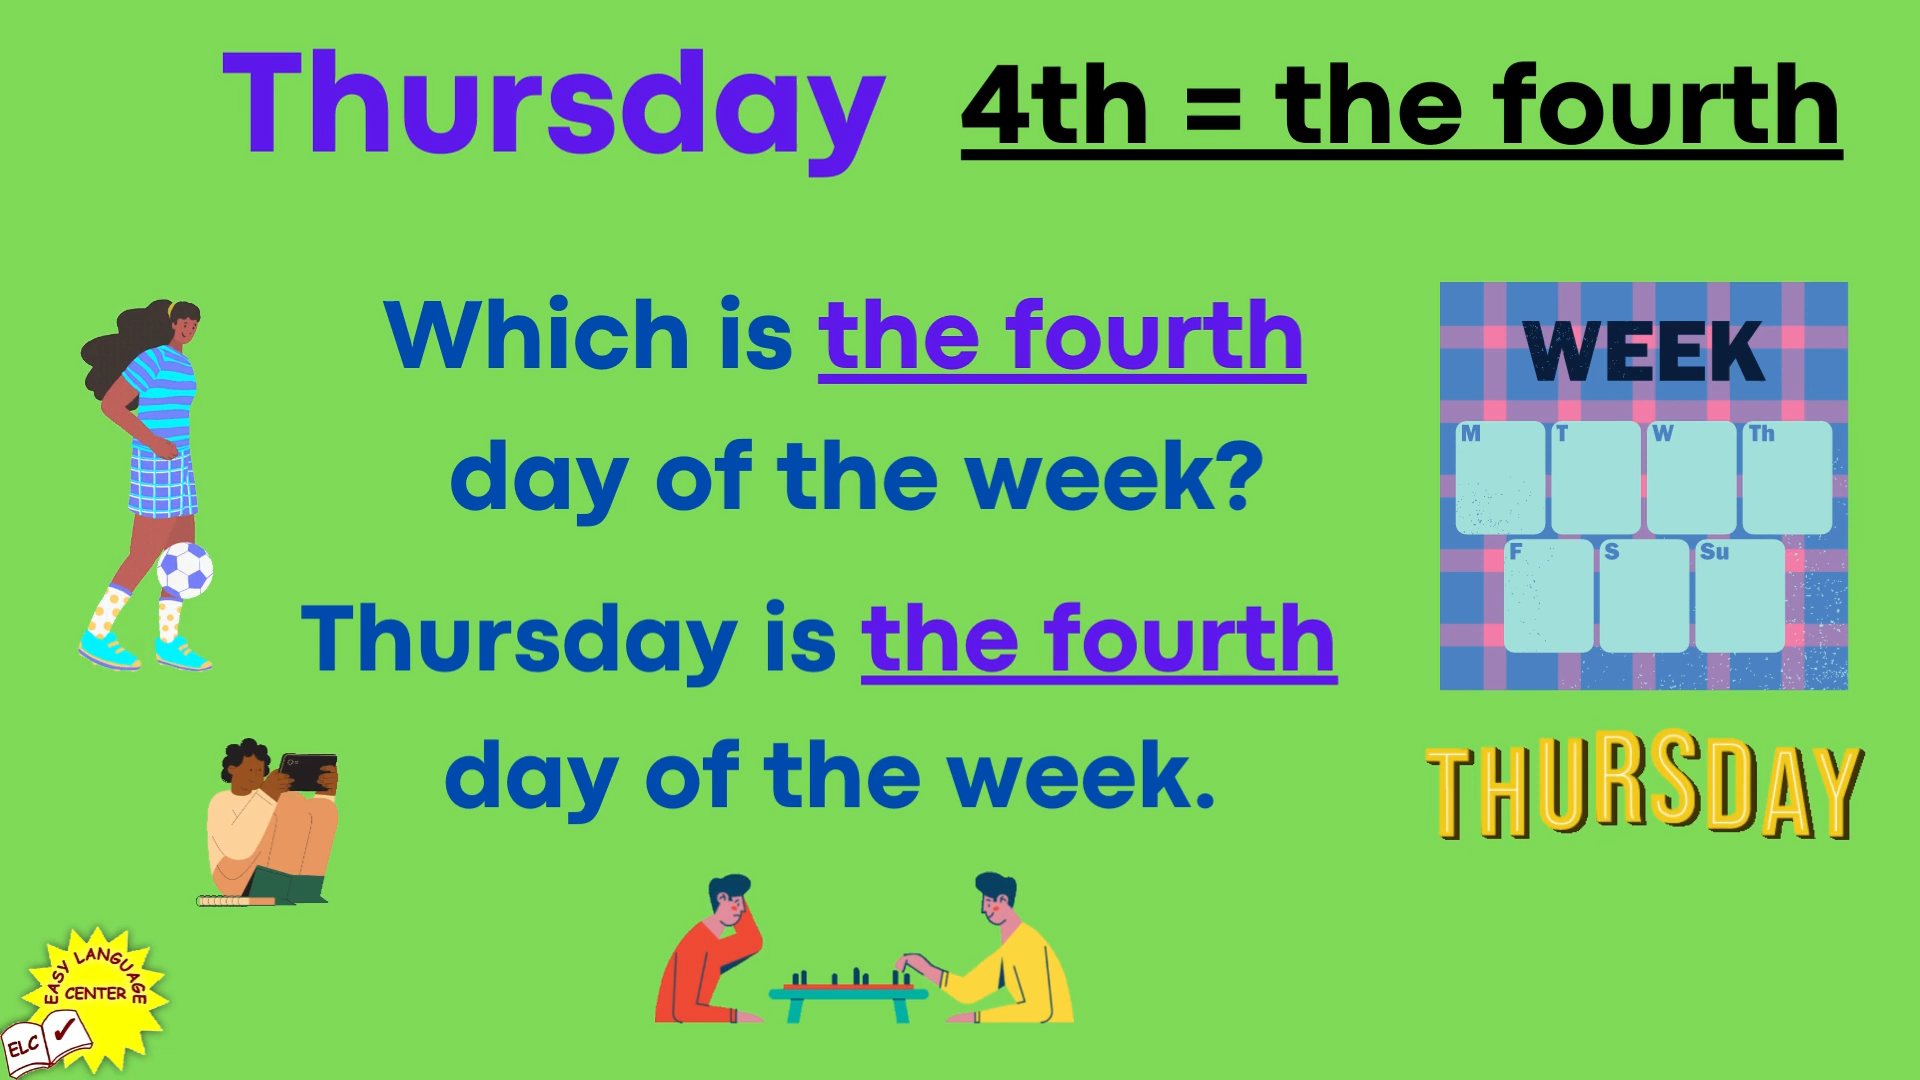 Thursday 4th = the fourth
Which is the fourth
day of the week?
Thursday is the fourth
day of the week.
WEEK
M T W Th
F S Su
THURSDAY
EASY LANGUAGE
CENTER
ELC